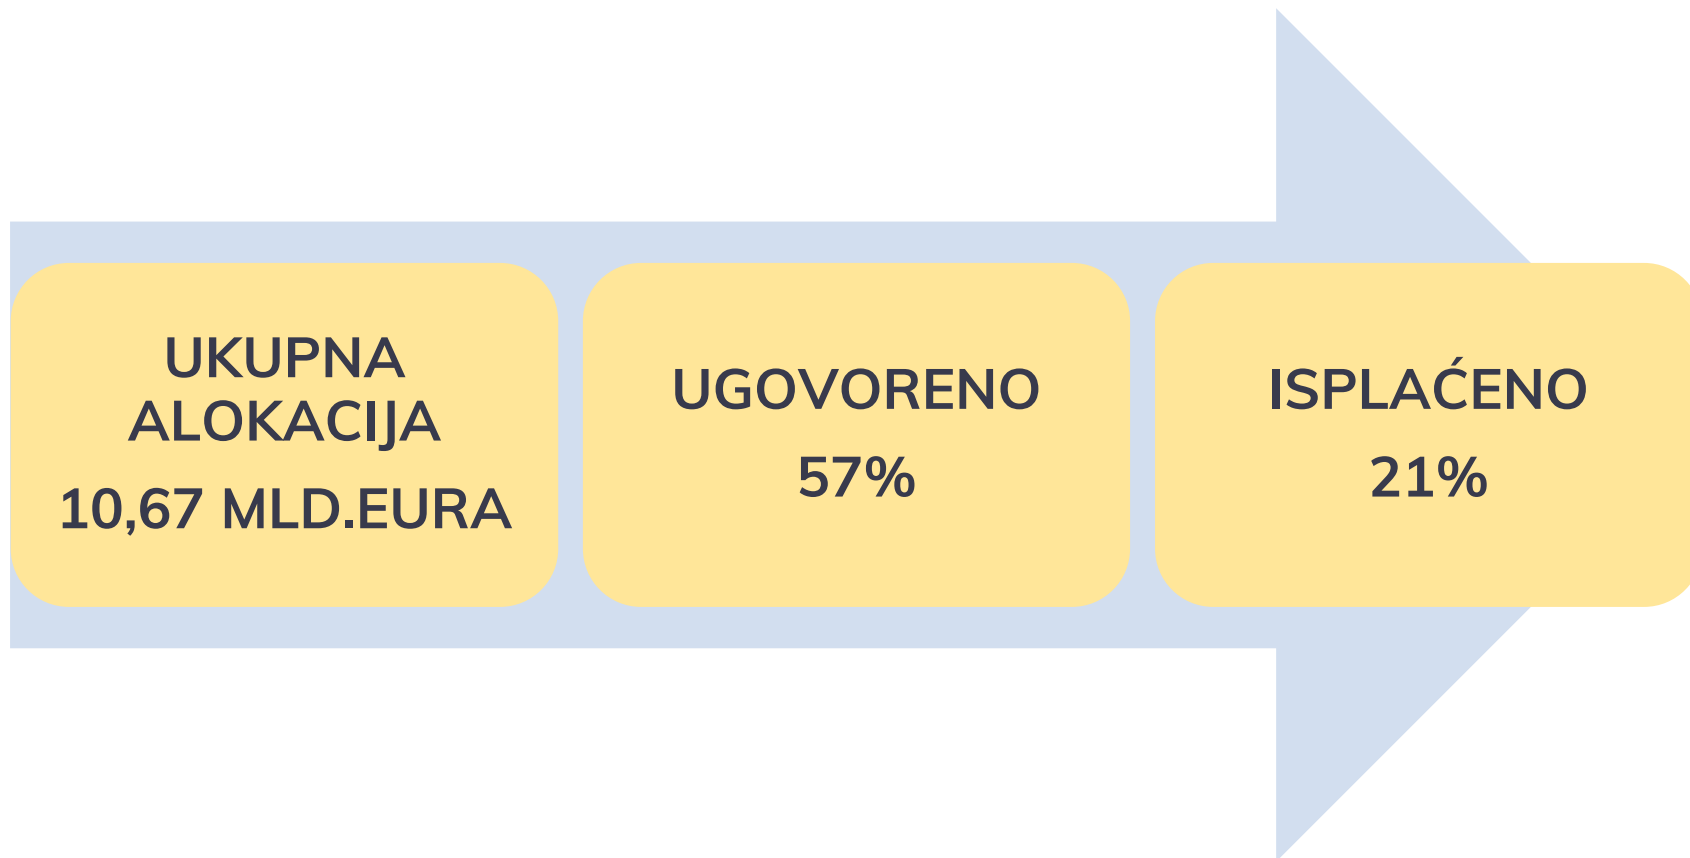 UKUPNA
ALOKACIJA
10,67 MLD.EURA
UGOVORENO
57%
ISPLAĆENO
21%